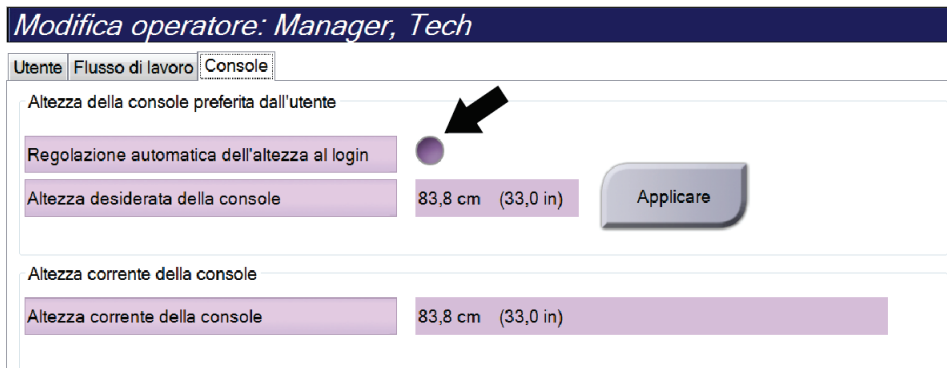 Modifica operatore: Manager, Tech
Utente Flusso di lavoro Console
Altezza della console preferita dall'utente
Regolazione automatica dell'altezza al login
Altezza desiderata della console 83,8 cm (33,0 in) Applicare
Altezza corrente della console
Altezza corrente della console 83,8 cm (33,0 in)